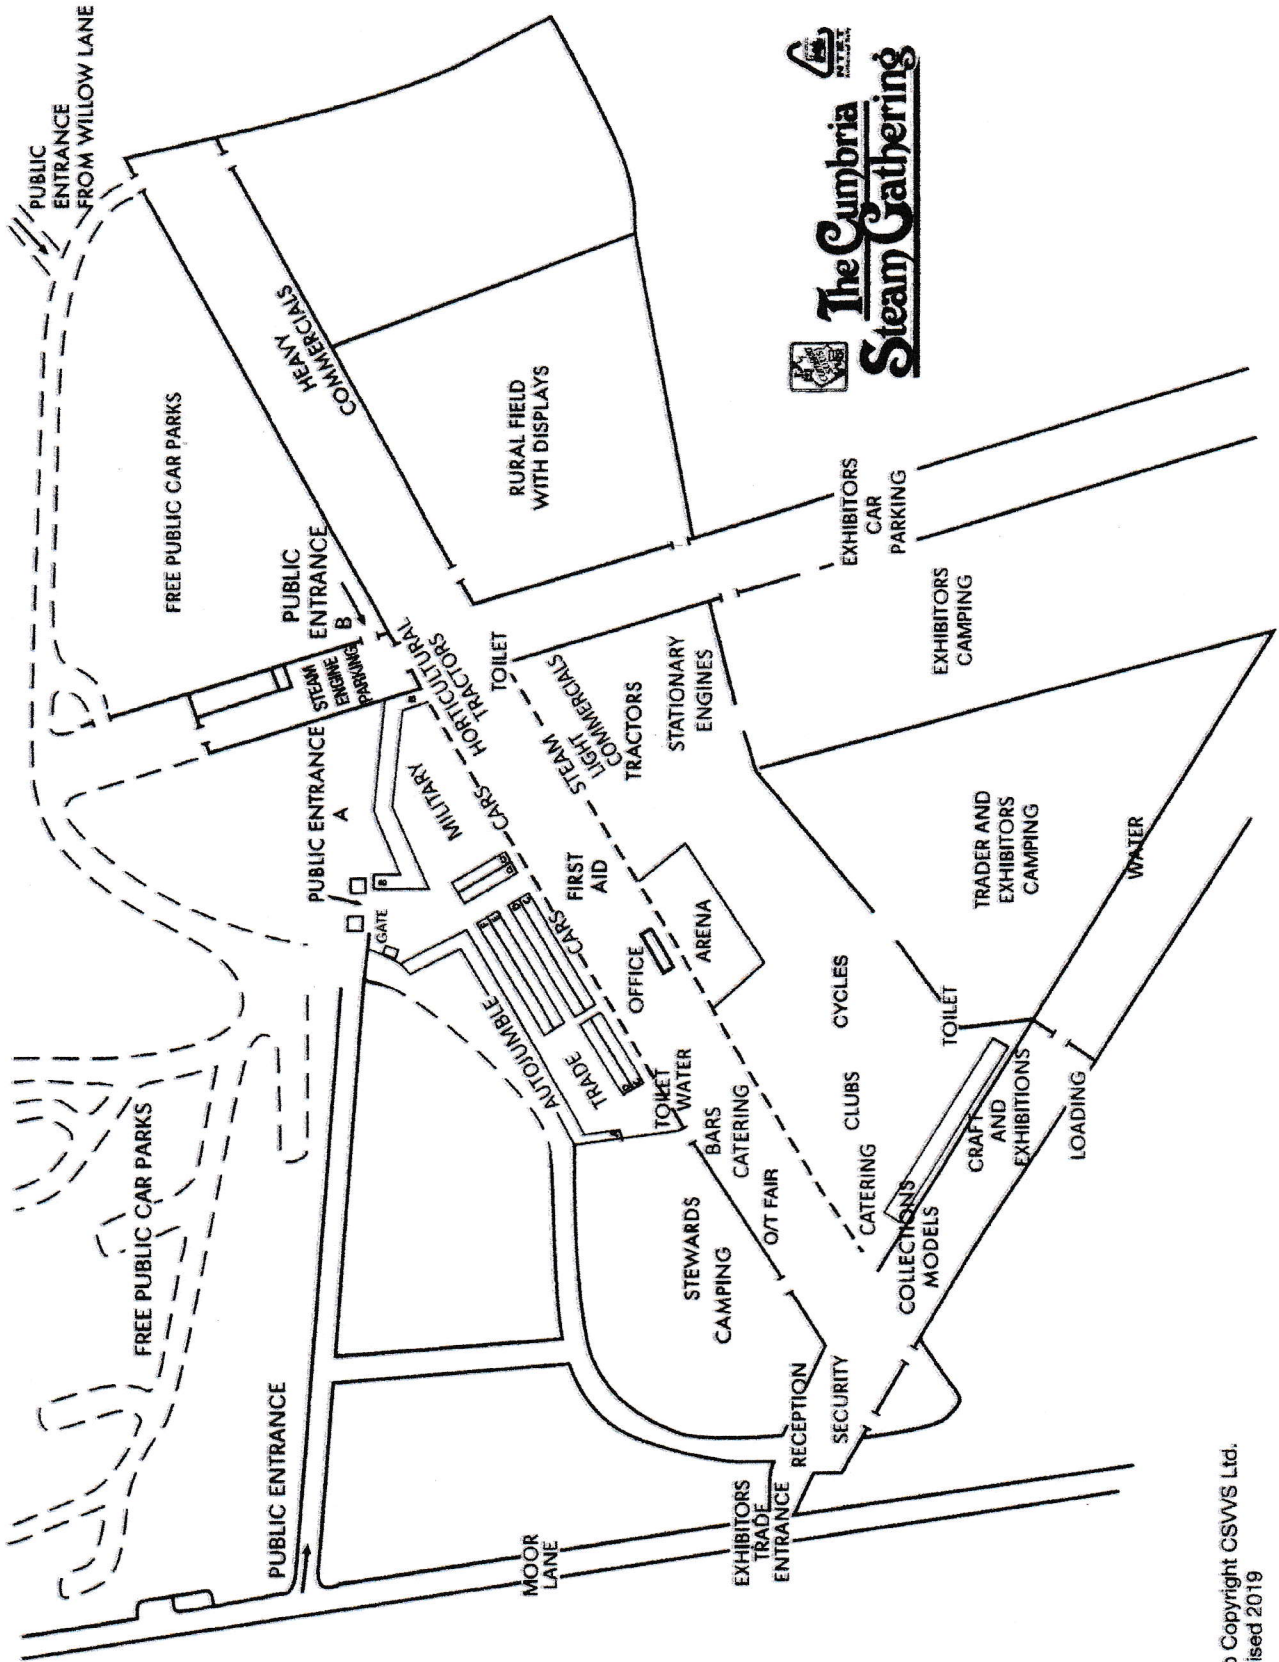 PUBLIC
ENTRANCE
FROM WILLOW LANE
FREE PUBLIC CAR PARKS
HEAVY
COMMERCIALS
RURAL FIELD
WITH DISPLAYS
The Cumbria
Steam Gathering
NTET
PUBLIC
ENTRANCE
B
STEAM
ENGINE
PARKING
HORTICULTURAL
TRACTORS
TOILET
EXHIBITORS
CAR
PARKING
EXHIBITORS
CAMPING
PUBLIC ENTRANCE
A
GATE
MILITARY
CARS
CARS
STEAM
LIGHT
COMMERCIALS
TRACTORS
STATIONARY
ENGINES
FIRST
AID
OFFICE
ARENA
AUTOJUMBLE
TRADE
TOILET
WATER
BARS
CATERING
O/T FAIR
CYCLES
CLUBS
CATERING
TRADER AND
EXHIBITORS
CAMPING
WATER
TOILET
CRAFT
AND
EXHIBITIONS
LOADING
COLLECTIONS
MODELS
STEWARDS
CAMPING
FREE PUBLIC CAR PARKS
PUBLIC ENTRANCE
MOOR
LANE
RECEPTION
SECURITY
EXHIBITORS
TRADE
ENTRANCE
Copyright CSVVS Ltd.
ised 2019